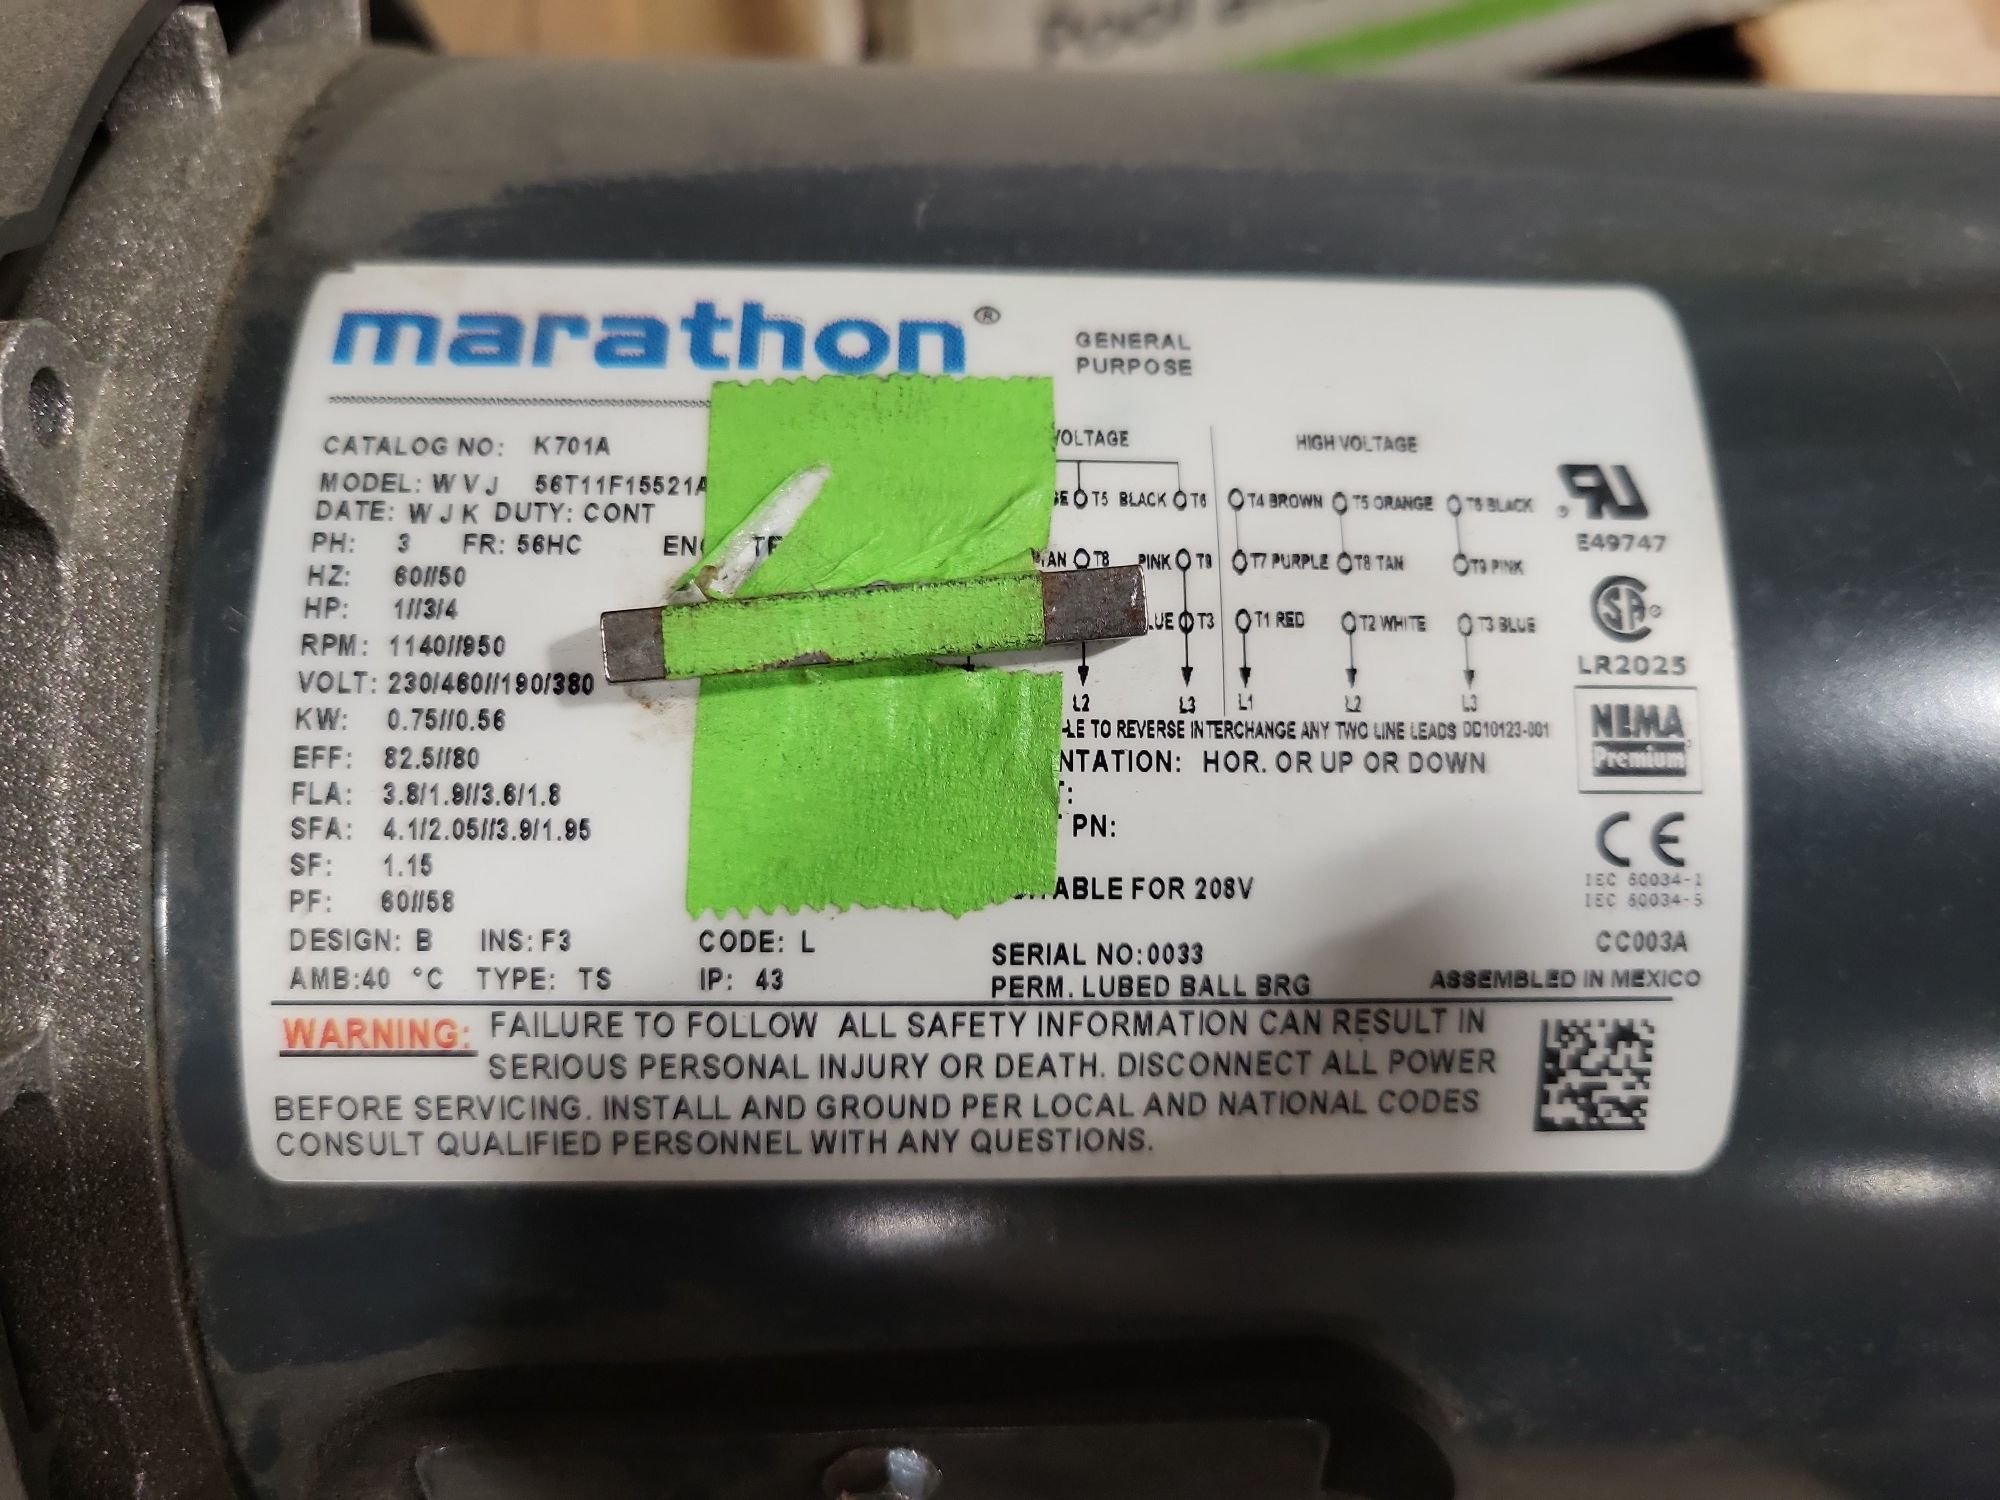 marathon®
GENERAL
PURPOSE
CATALOG NO: K701A
MODEL: WVJ 56T11F15521A
DATE: WJK DUTY: CONT
PH: 3 FR: 56HC
HZ: 60//50
HP: 1//3/4
RPM: 1140//950
VOLT: 230/460//190/380
KW: 0.75//0.56
EFF: 82.5//80
FLA: 3.8/1.9//3.6/1.8
SFA: 4.1/2.05//3.9/1.95
SF: 1.15
PF: 60//58
DESIGN: B INS: F3 CODE: L
AMB:40 °C TYPE: TS IP: 43
VOLTAGE HIGH VOLTAGE
T5 BLACK T6 T4 BROWN T5 ORANGE T6 BLACK
T8 PINK T9 T7 PURPLE T8 TAN T9 PINK
T3 T1 RED T2 WHITE T3 BLUE
L2 L3 L1 L2 L3
TO REVERSE INTERCHANGE ANY TWO LINE LEADS DD10123-001
HOR. OR UP OR DOWN
PN:
FOR 208V
SERIAL NO:0033
PERM. LUBED BALL BRG
E49747
LR2025
NEMA
Premium
CE
IEC 60034-1
IEC 60034-5
CC003A
ASSEMBLED IN MEXICO
WARNING: FAILURE TO FOLLOW ALL SAFETY INFORMATION CAN RESULT IN
SERIOUS PERSONAL INJURY OR DEATH. DISCONNECT ALL POWER
BEFORE SERVICING. INSTALL AND GROUND PER LOCAL AND NATIONAL CODES
CONSULT QUALIFIED PERSONNEL WITH ANY QUESTIONS.